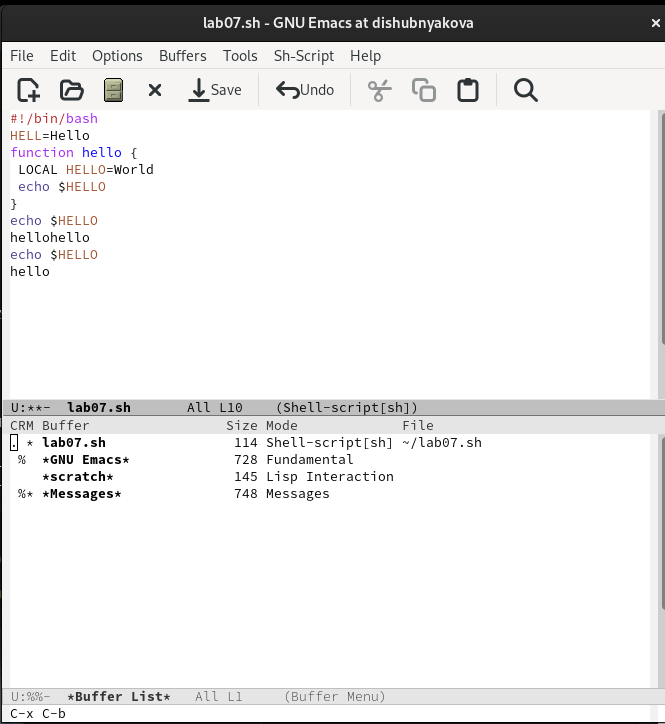 lab07.sh - GNU Emacs at dishubnyakova
File Edit Options Buffers Tools Sh-Script Help
Save Undo
#!/bin/bash
HELL=Hello
function hello {
 LOCAL HELLO=World
 echo $HELLO
}
echo $HELLO
hellohello
echo $HELLO
hello
U:**-  lab07.sh       All L10    (Shell-script[sh])
CRM Buffer                 Size Mode             File
. * lab07.sh                114 Shell-script[sh] ~/lab07.sh
 %  *GNU Emacs*             728 Fundamental
    *scratch*               145 Lisp Interaction
 %* *Messages*              748 Messages
U:%%-  *Buffer List*   All L1     (Buffer Menu)
C-x C-b